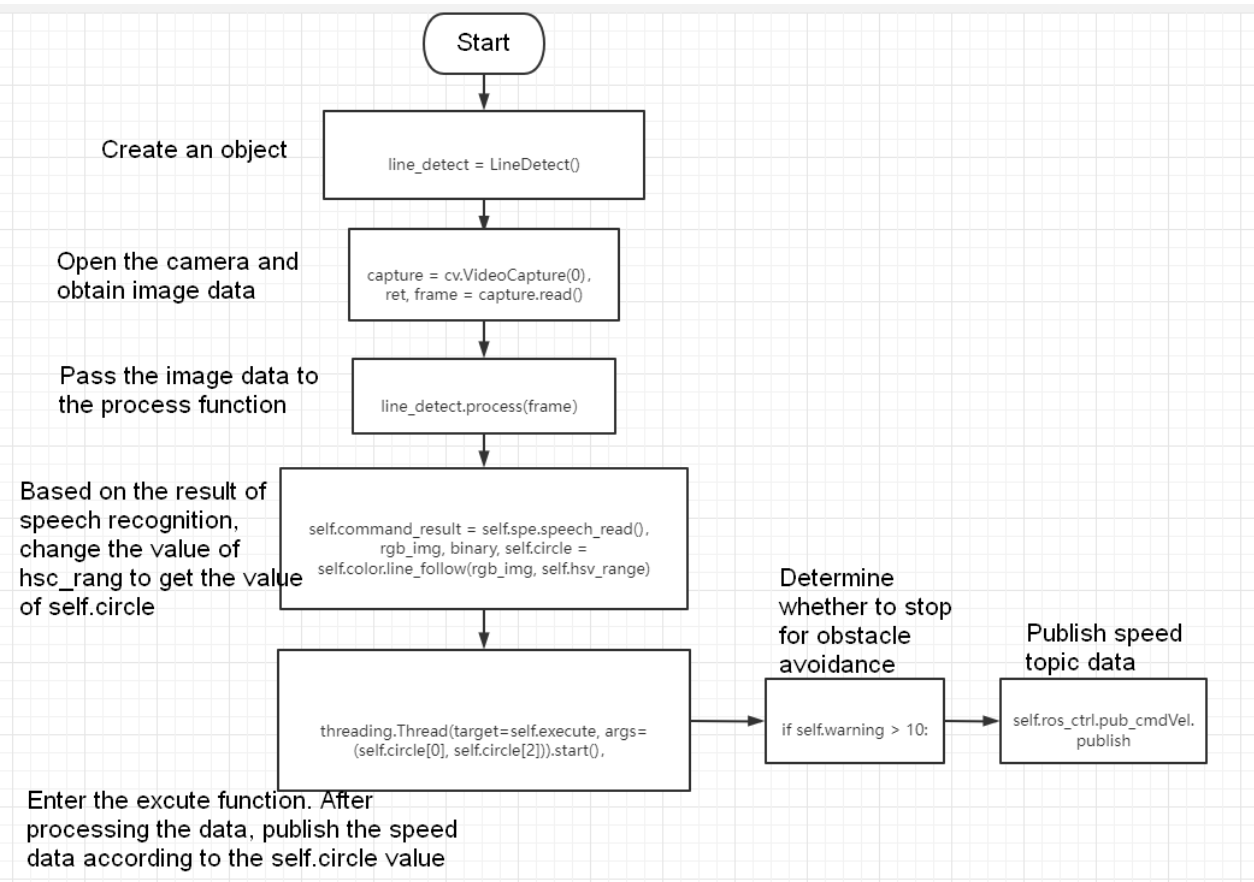 Start
Create an object
line_detect = LineDetect()
Open the camera and
obtain image data
capture = cv.VideoCapture(0),
ret, frame = capture.read()
Pass the image data to
the process function
line_detect.process(frame)
Based on the result of
speech recognition,
change the value of
hsc_rang to get the value
of self.circle
self.command_result = self.spe.speech_read(),
rgb_img, binary, self.circle =
self.color.line_follow(rgb_img, self.hsv_range)
threading.Thread(target=self.execute, args=
(self.circle[0], self.circle[2])).start(),
Enter the excute function. After
processing the data, publish the speed
data according to the self.circle value
Determine
whether to stop
for obstacle
avoidance
if self.warning > 10:
Publish speed
topic data
self.ros_ctrl.pub_cmdVel.
publish